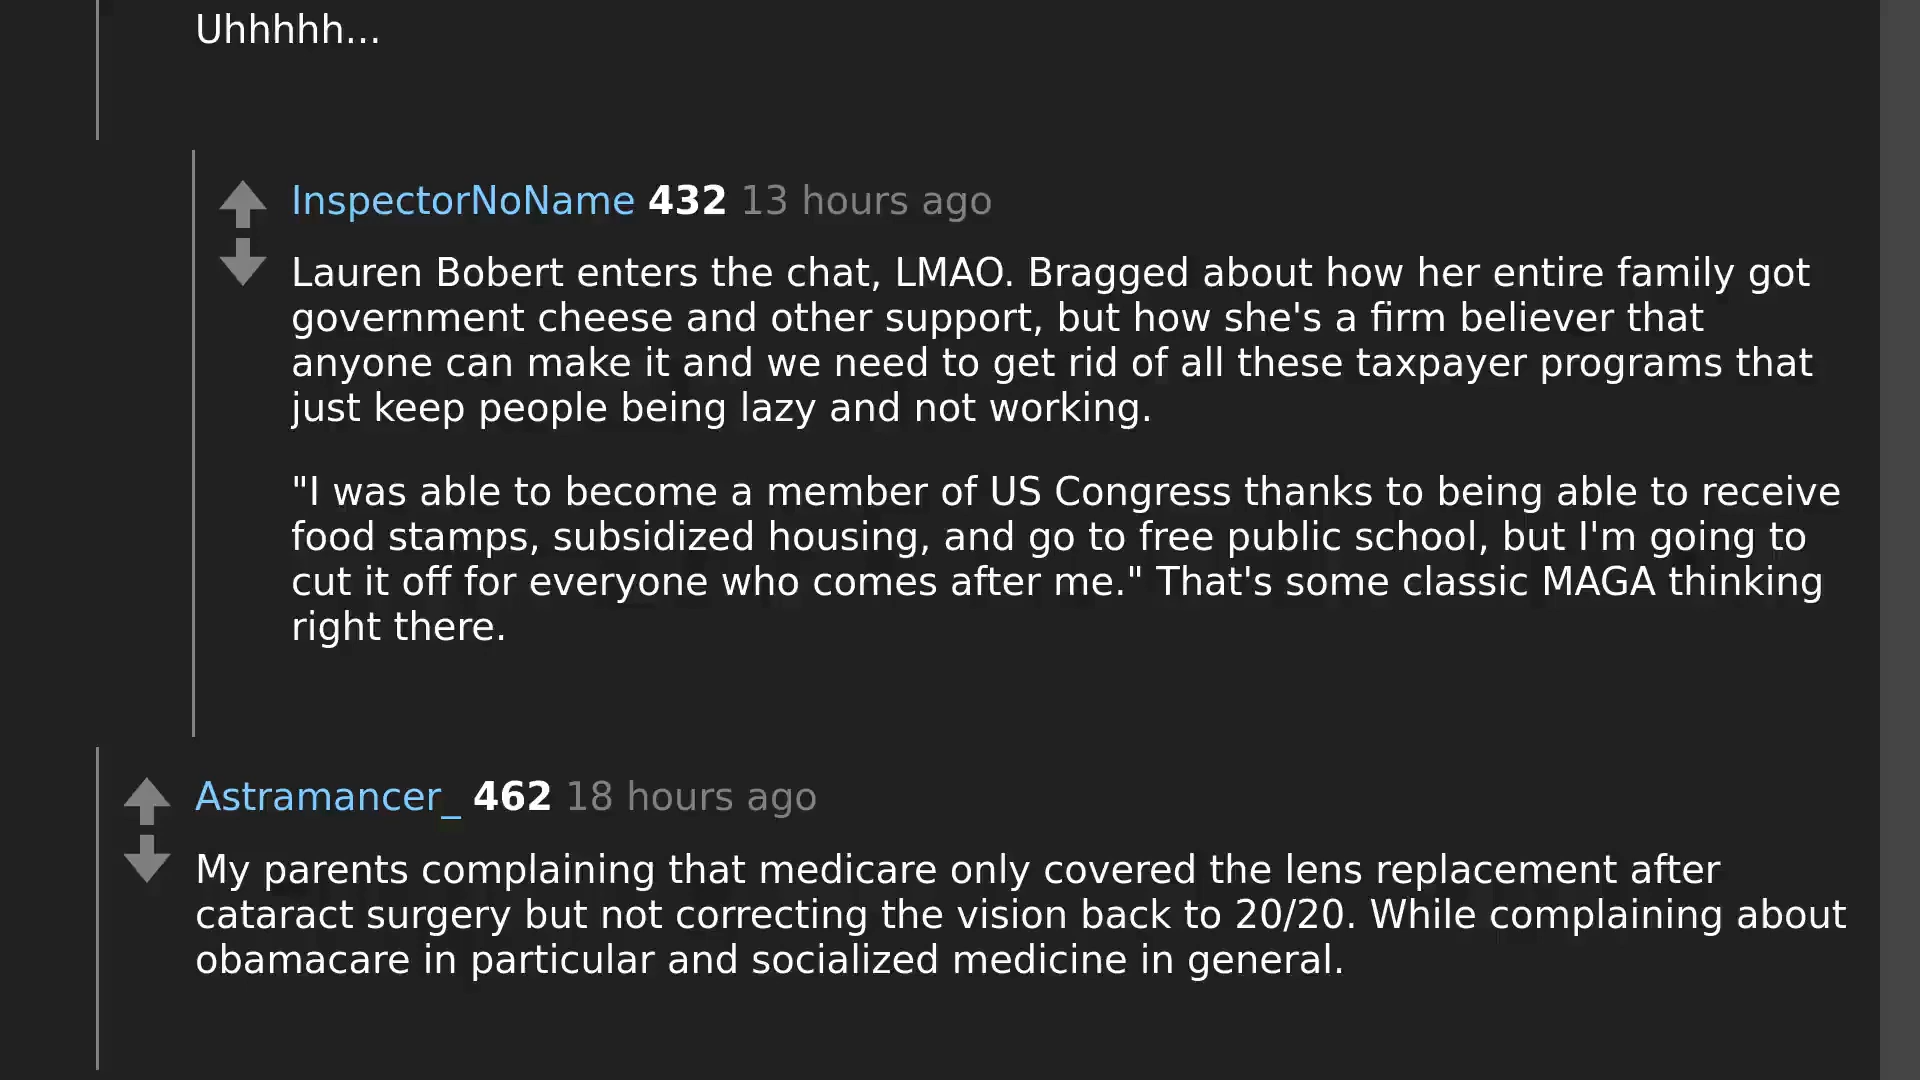 Uhhhhh...
InspectorNoName 432 13 hours ago
Lauren Bobert enters the chat, LMAO. Bragged about how her entire family got
government cheese and other support, but how she's a firm believer that
anyone can make it and we need to get rid of all these taxpayer programs that
just keep people being lazy and not working.
"I was able to become a member of US Congress thanks to being able to receive
food stamps, subsidized housing, and go to free public school, but I'm going to
cut it off for everyone who comes after me." That's some classic MAGA thinking
right there.
Astramancer_ 462 18 hours ago
My parents complaining that medicare only covered the lens replacement after
cataract surgery but not correcting the vision back to 20/20. While complaining about
obamacare in particular and socialized medicine in general.